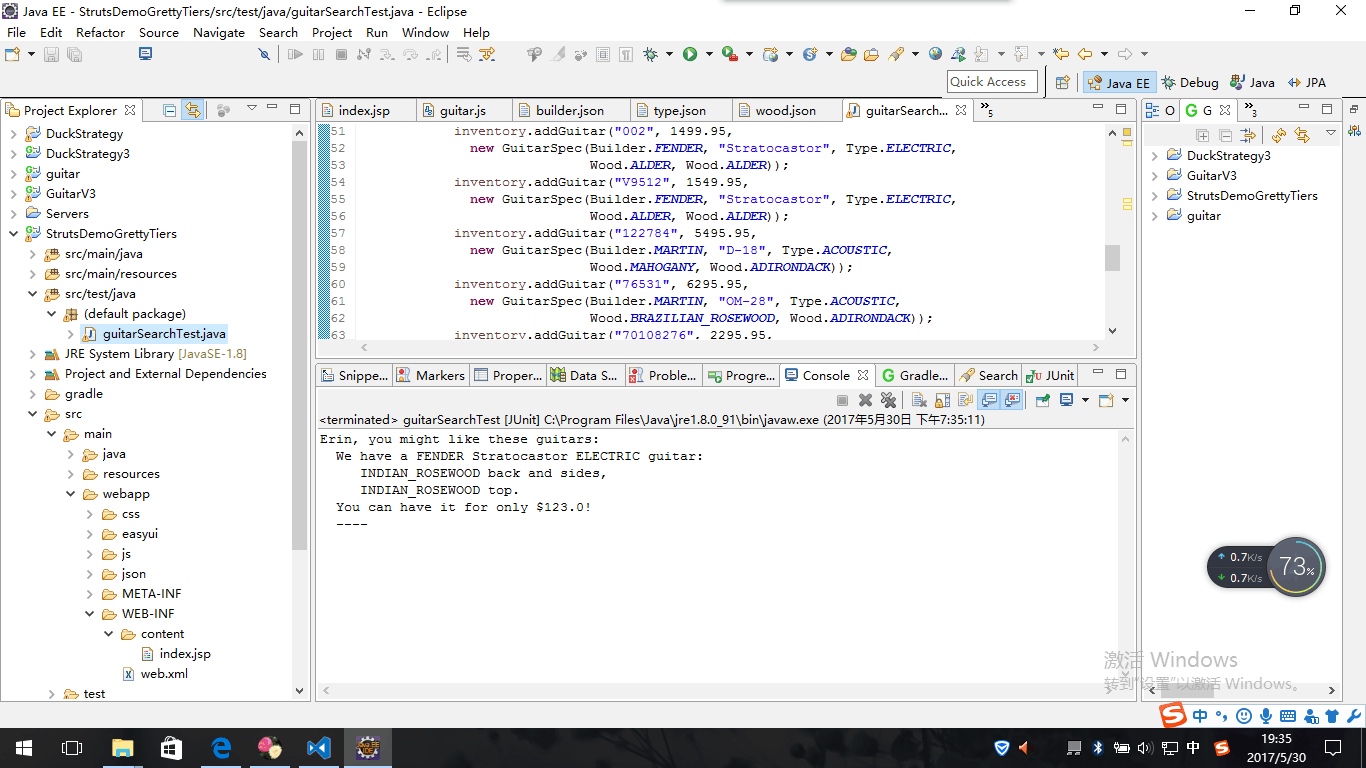 Java EE - StrutsDemoGrettyTiers/src/test/java/guitarSearchTest.java - Eclipse
File Edit Refactor Source Navigate Search Project Run Window Help
Quick Access
Java EE
Debug
Java
JPA
Project Explorer
DuckStrategy
DuckStrategy3
guitar
GuitarV3
Servers
StrutsDemoGrettyTiers
src/main/java
src/main/resources
src/test/java
(default package)
guitarSearchTest.java
JRE System Library [JavaSE-1.8]
Project and External Dependencies
gradle
src
main
java
resources
webapp
css
easyui
js
json
META-INF
WEB-INF
content
index.jsp
web.xml
test
index.jsp
guitar.js
builder.json
type.json
wood.json
guitarSearch...
5
51 inventory.addGuitar("002", 1499.95,
52 new GuitarSpec(Builder.FENDER, "Stratocastor", Type.ELECTRIC,
53 Wood.ALDER, Wood.ALDER));
54 inventory.addGuitar("V9512", 1549.95,
55 new GuitarSpec(Builder.FENDER, "Stratocastor", Type.ELECTRIC,
56 Wood.ALDER, Wood.ALDER));
57 inventory.addGuitar("122784", 5495.95,
58 new GuitarSpec(Builder.MARTIN, "D-18", Type.ACOUSTIC,
59 Wood.MAHOGANY, Wood.ADIRONDACK));
60 inventory.addGuitar("76531", 6295.95,
61 new GuitarSpec(Builder.MARTIN, "OM-28", Type.ACOUSTIC,
62 Wood.BRAZILIAN_ROSEWOOD, Wood.ADIRONDACK));
63 inventory.addGuitar("70108276", 2295.95,
Snippe...
Markers
Proper...
Data S...
Proble...
Progre...
Console
Gradle...
Search
JUnit
<terminated> guitarSearchTest [JUnit] C:\Program Files\Java\jre1.8.0_91\bin\javaw.exe (2017年5月30日 下午7:35:11)
Erin, you might like these guitars:
We have a FENDER Stratocastor ELECTRIC guitar:
INDIAN_ROSEWOOD back and sides,
INDIAN_ROSEWOOD top.
You can have it for only $123.0!
----
O
G
3
DuckStrategy3
GuitarV3
StrutsDemoGrettyTiers
guitar
0.7K/s
0.7K/s
73%
激活 Windows
转到"设置"以激活 Windows。
中
中
19:35
2017/5/30